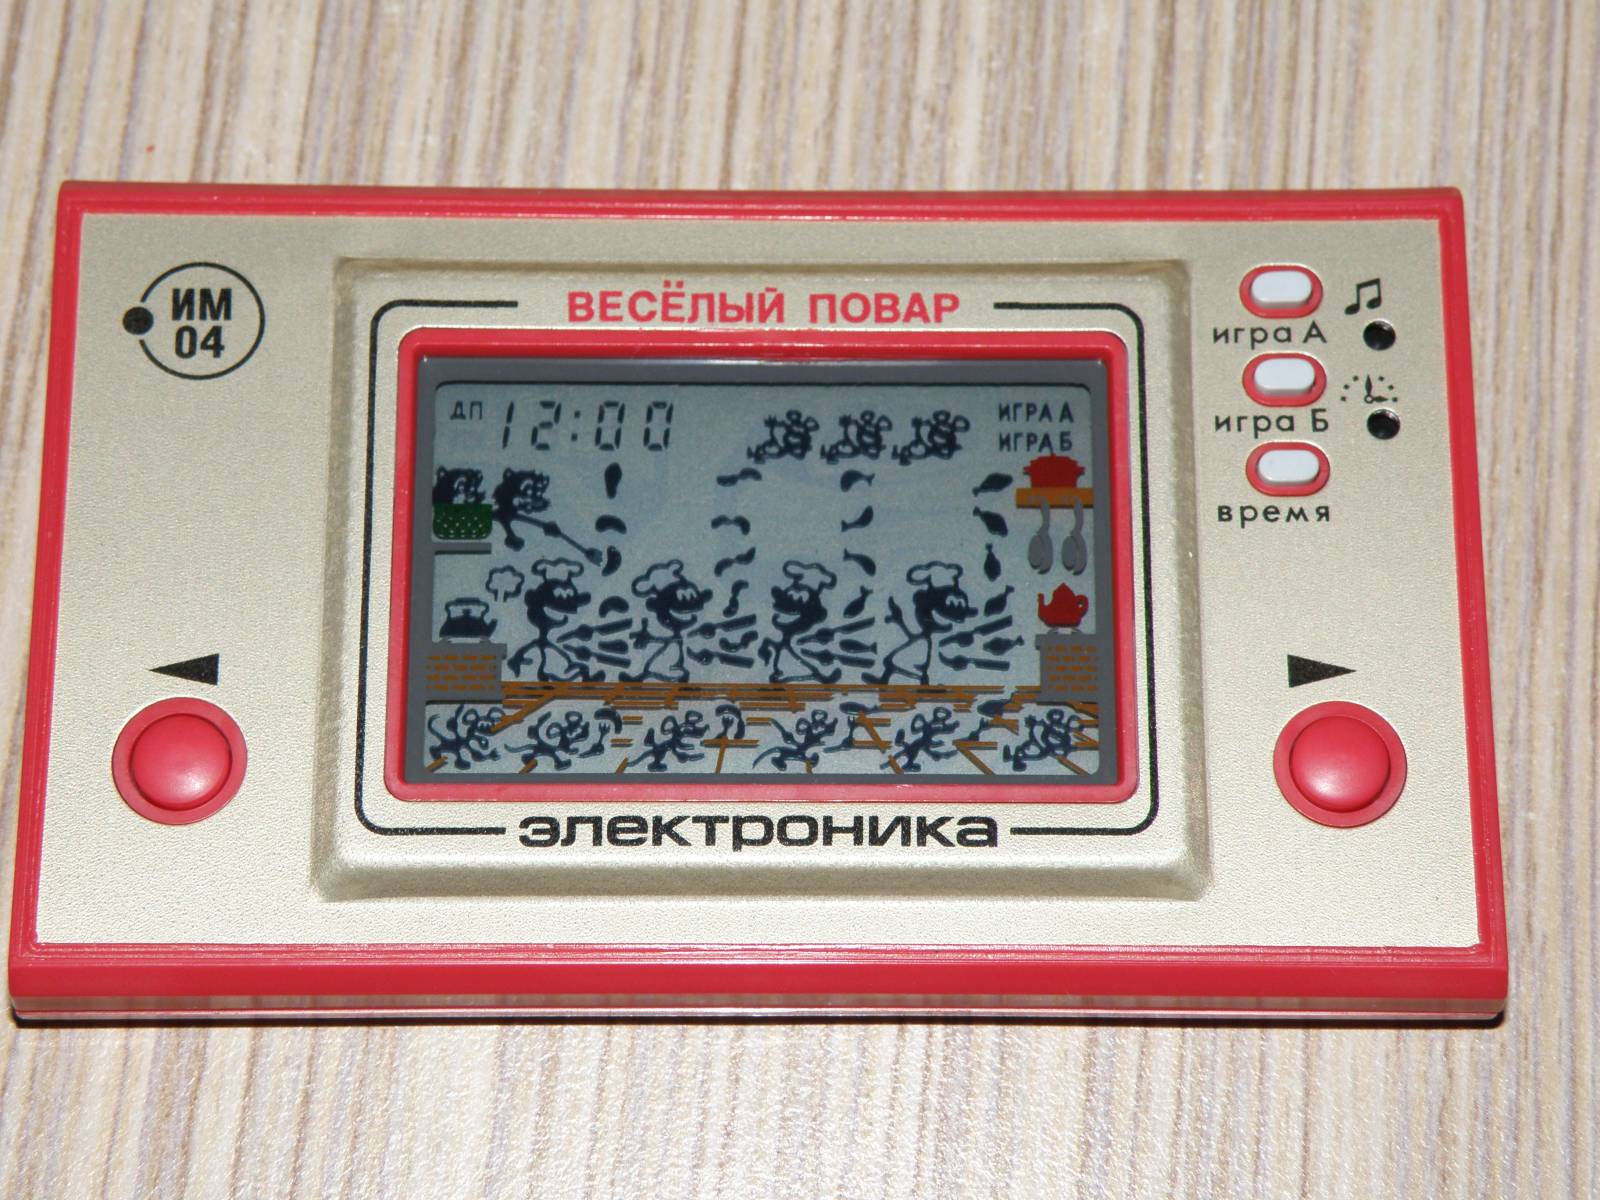 ИМ
04
ВЕСЁЛЫЙ ПОВАР
ДП 12:00
ИГРА А
ИГРА Б
игра А
игра Б
время
электроника